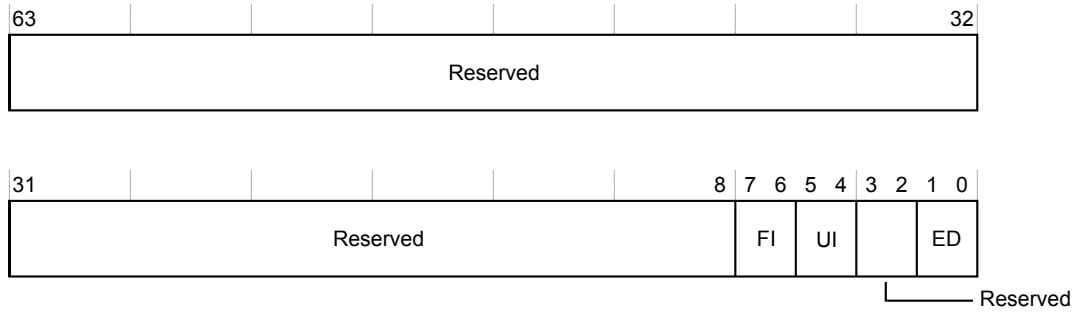 63 32
Reserved
31 8 7 6 5 4 3 2 1 0
Reserved FI UI ED
Reserved